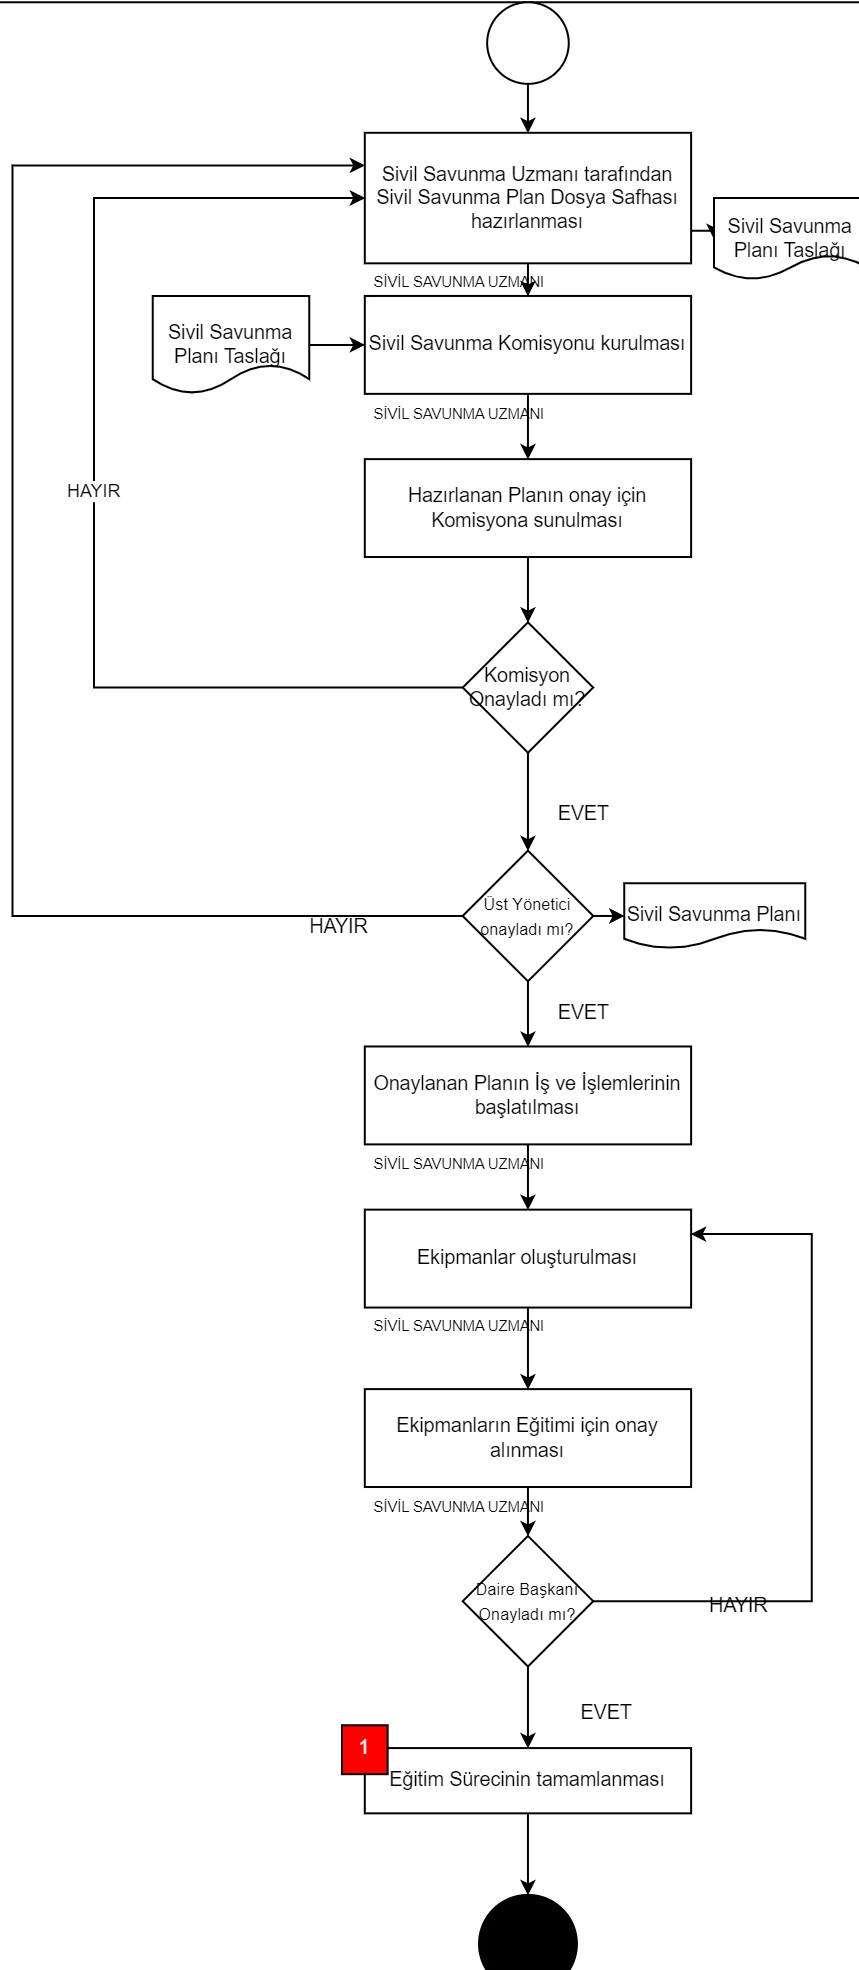 Sivil Savunma Uzmanı tarafından
Sivil Savunma Plan Dosya Safhası
hazırlanması
Sivil Savunma
Planı Taslağı
SİVİL SAVUNMA UZMANI
Sivil Savunma
Planı Taslağı
Sivil Savunma Komisyonu kurulması
SİVİL SAVUNMA UZMANI
HAYIR
Hazırlanan Planın onay için
Komisyona sunulması
Komisyon
Onayladı mı?
EVET
Üst Yönetici
onayladı mı?
Sivil Savunma Planı
HAYIR
EVET
Onaylanan Planın İş ve İşlemlerinin
başlatılması
SİVİL SAVUNMA UZMANI
Ekipmanlar oluşturulması
SİVİL SAVUNMA UZMANI
Ekipmanların Eğitimi için onay
alınması
SİVİL SAVUNMA UZMANI
Daire Başkanı
Onayladı mı?
HAYIR
EVET
1
Eğitim Sürecinin tamamlanması